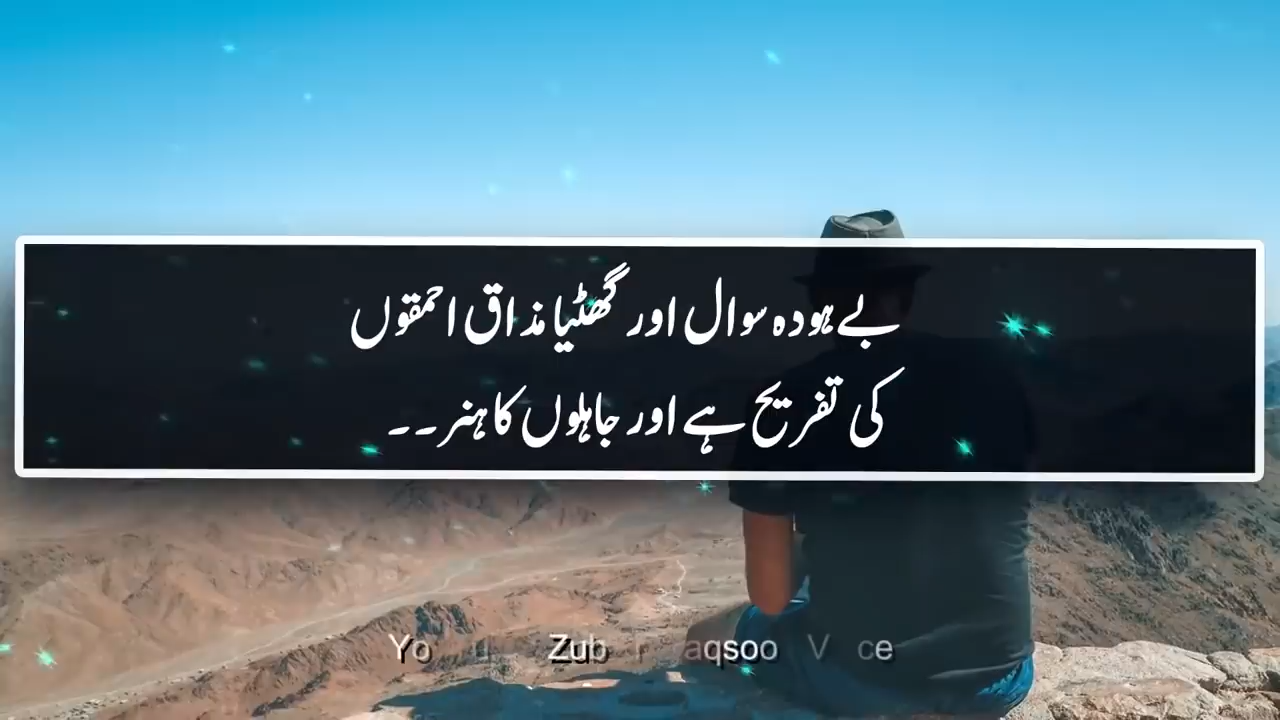 بے ہودہ سوال اور گھٹیا مذاق احمقوں
کی تفریح ہے اور جاہلوں کا ہنر۔۔